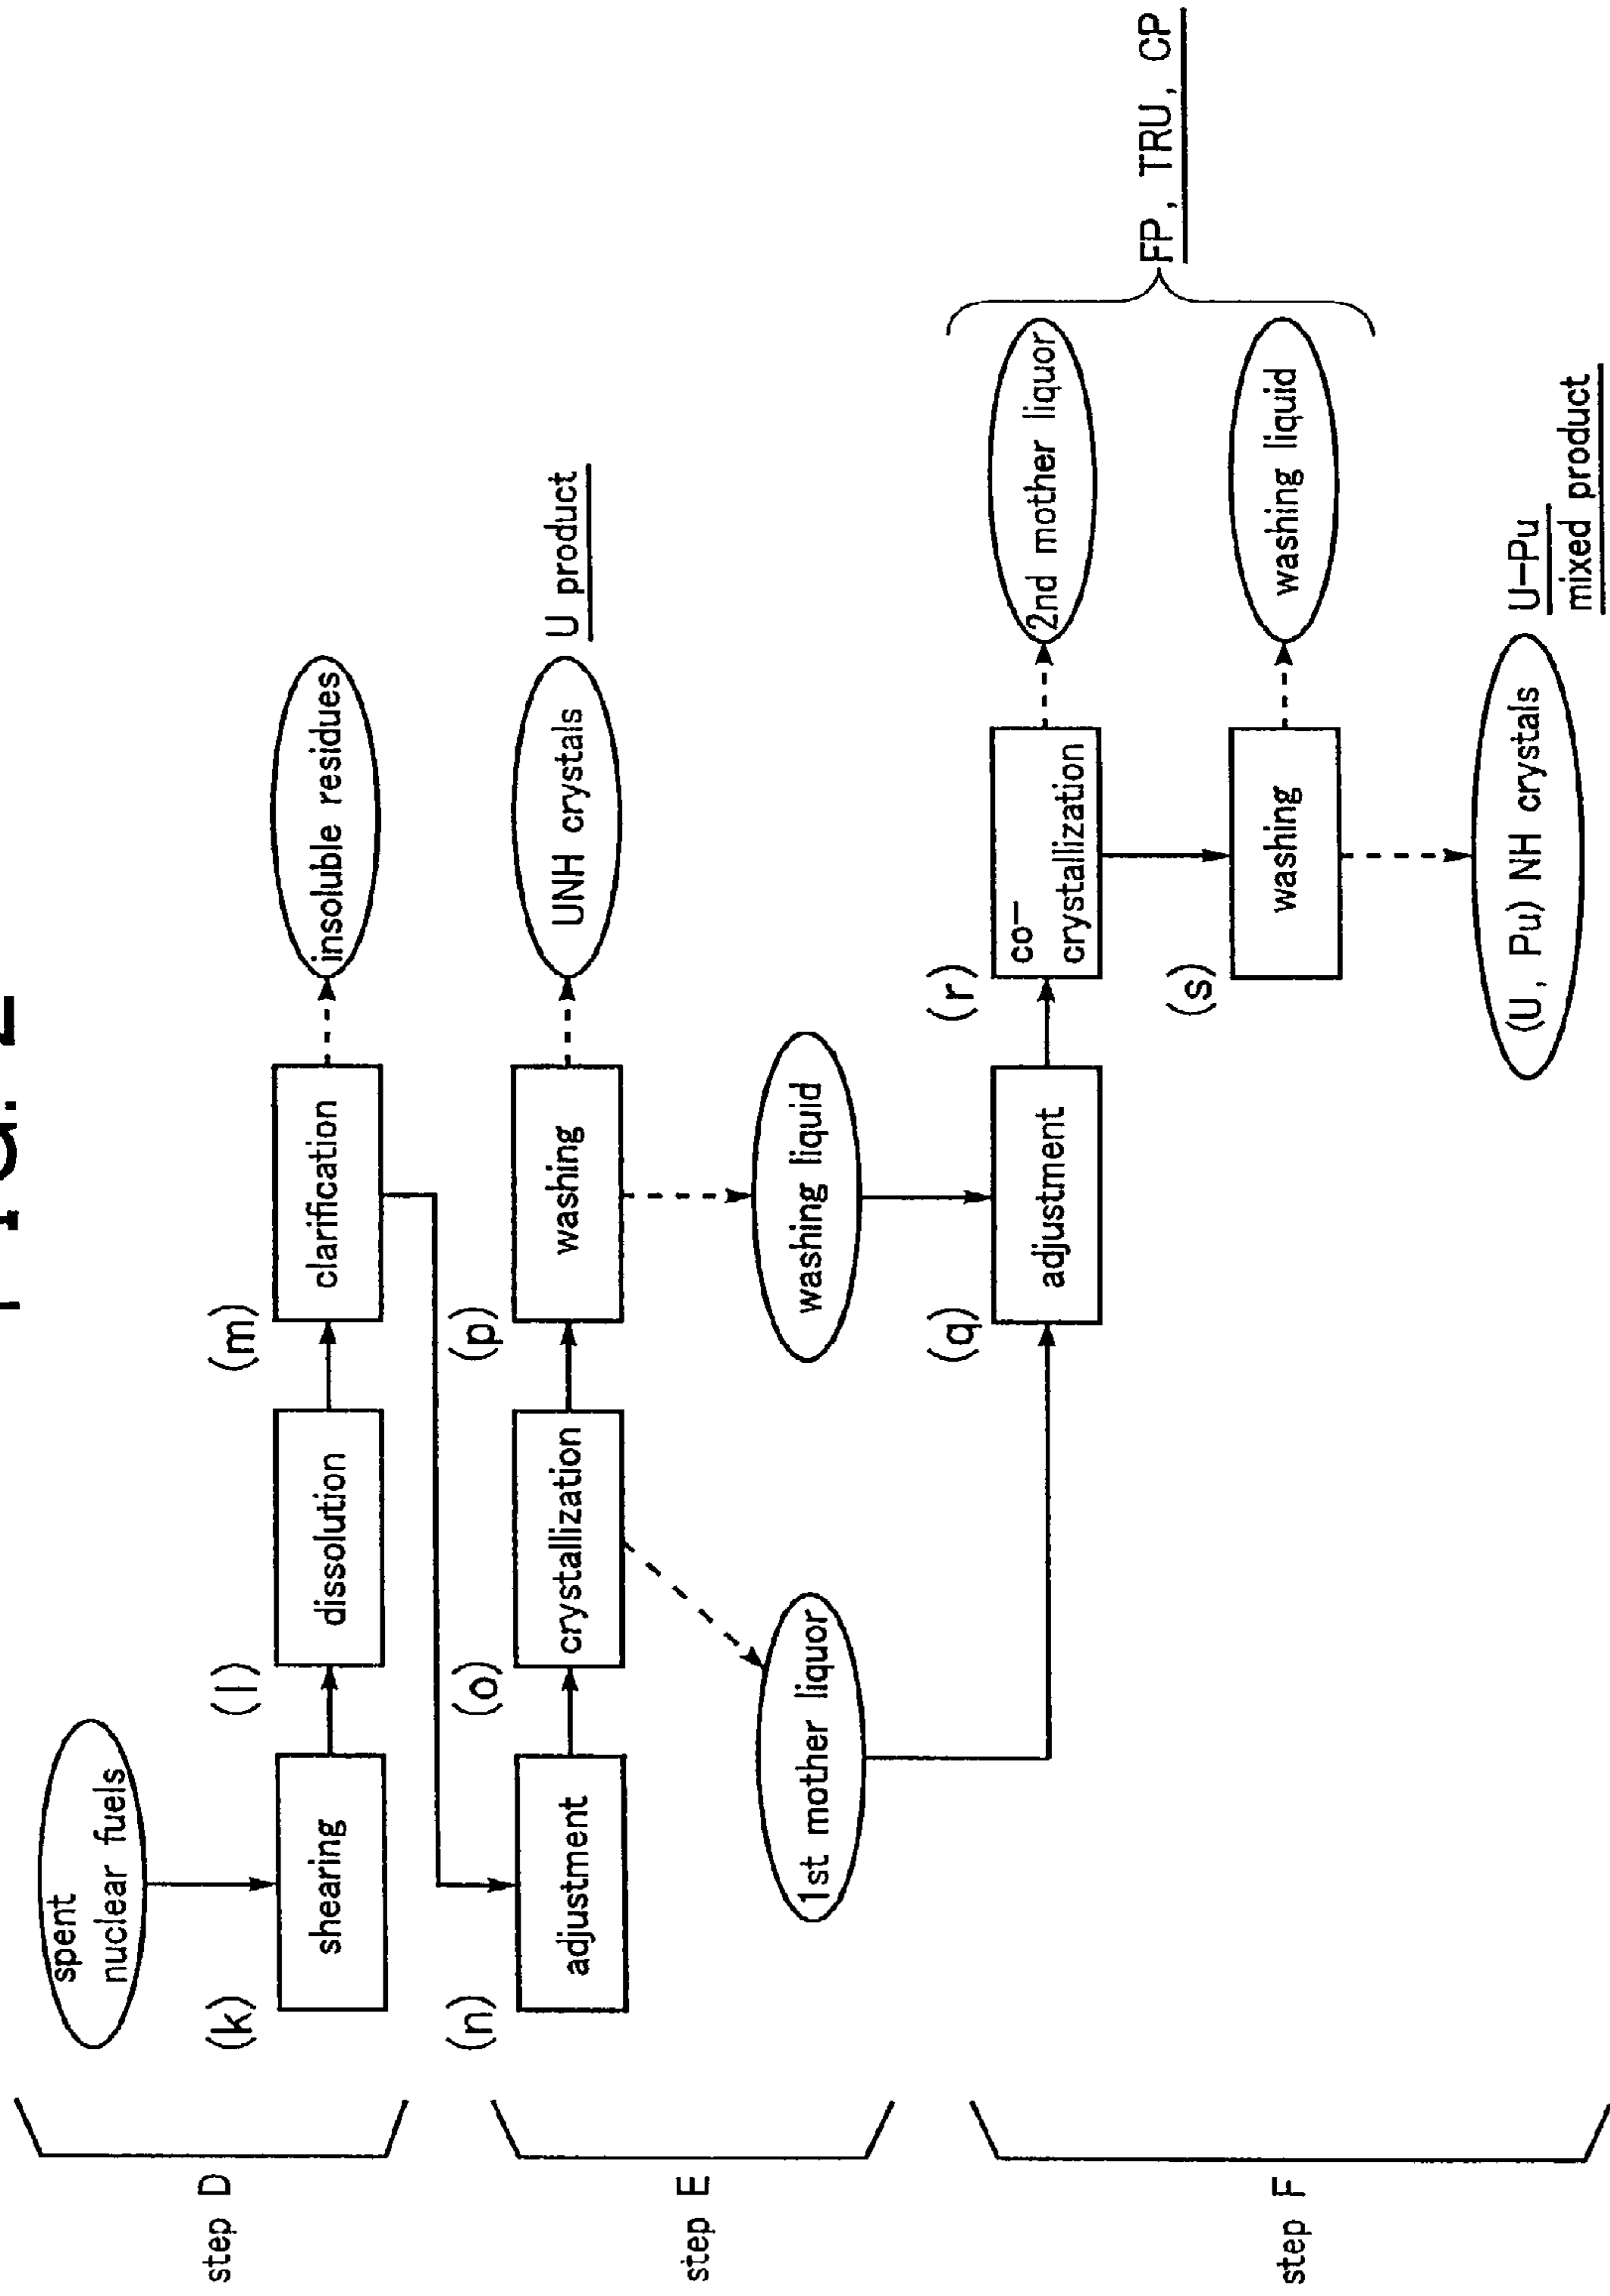 FIG. 2
step D
spent
nuclear fuels
(k)
shearing
(l)
dissolution
(m)
clarification
insoluble residues
step E
(n)
adjustment
(o)
crystallization
(p)
washing
UNH crystals
U product
1st mother liquor
washing liquid
step F
(q)
adjustment
(r)
co-
crystallization
2nd mother liquor
(s)
washing
washing liquid
FP, TRU, CP
(U, Pu) NH crystals
U-Pu
mixed product